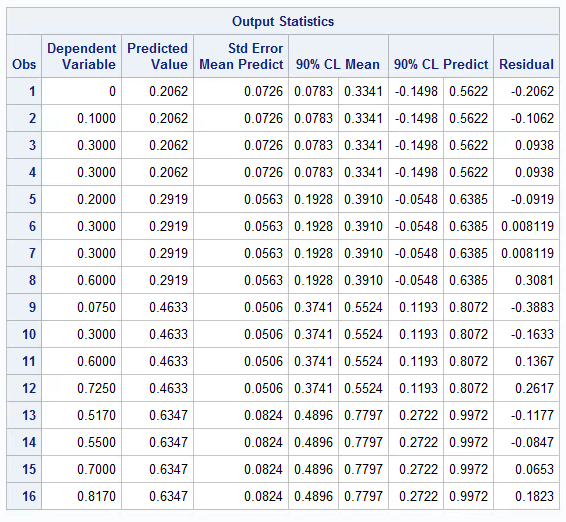 Output Statistics
Obs Dependent Variable Predicted Value Std Error Mean Predict 90% CL Mean 90% CL Predict Residual
1 0 0.2062 0.0726 0.0783 0.3341 -0.1498 0.5622 -0.2062
2 0.1000 0.2062 0.0726 0.0783 0.3341 -0.1498 0.5622 -0.1062
3 0.3000 0.2062 0.0726 0.0783 0.3341 -0.1498 0.5622 0.0938
4 0.3000 0.2062 0.0726 0.0783 0.3341 -0.1498 0.5622 0.0938
5 0.2000 0.2919 0.0563 0.1928 0.3910 -0.0548 0.6385 -0.0919
6 0.3000 0.2919 0.0563 0.1928 0.3910 -0.0548 0.6385 0.008119
7 0.3000 0.2919 0.0563 0.1928 0.3910 -0.0548 0.6385 0.008119
8 0.6000 0.2919 0.0563 0.1928 0.3910 -0.0548 0.6385 0.3081
9 0.0750 0.4633 0.0506 0.3741 0.5524 0.1193 0.8072 -0.3883
10 0.3000 0.4633 0.0506 0.3741 0.5524 0.1193 0.8072 -0.1633
11 0.6000 0.4633 0.0506 0.3741 0.5524 0.1193 0.8072 0.1367
12 0.7250 0.4633 0.0506 0.3741 0.5524 0.1193 0.8072 0.2617
13 0.5170 0.6347 0.0824 0.4896 0.7797 0.2722 0.9972 -0.1177
14 0.5500 0.6347 0.0824 0.4896 0.7797 0.2722 0.9972 -0.0847
15 0.7000 0.6347 0.0824 0.4896 0.7797 0.2722 0.9972 0.0653
16 0.8170 0.6347 0.0824 0.4896 0.7797 0.2722 0.9972 0.1823